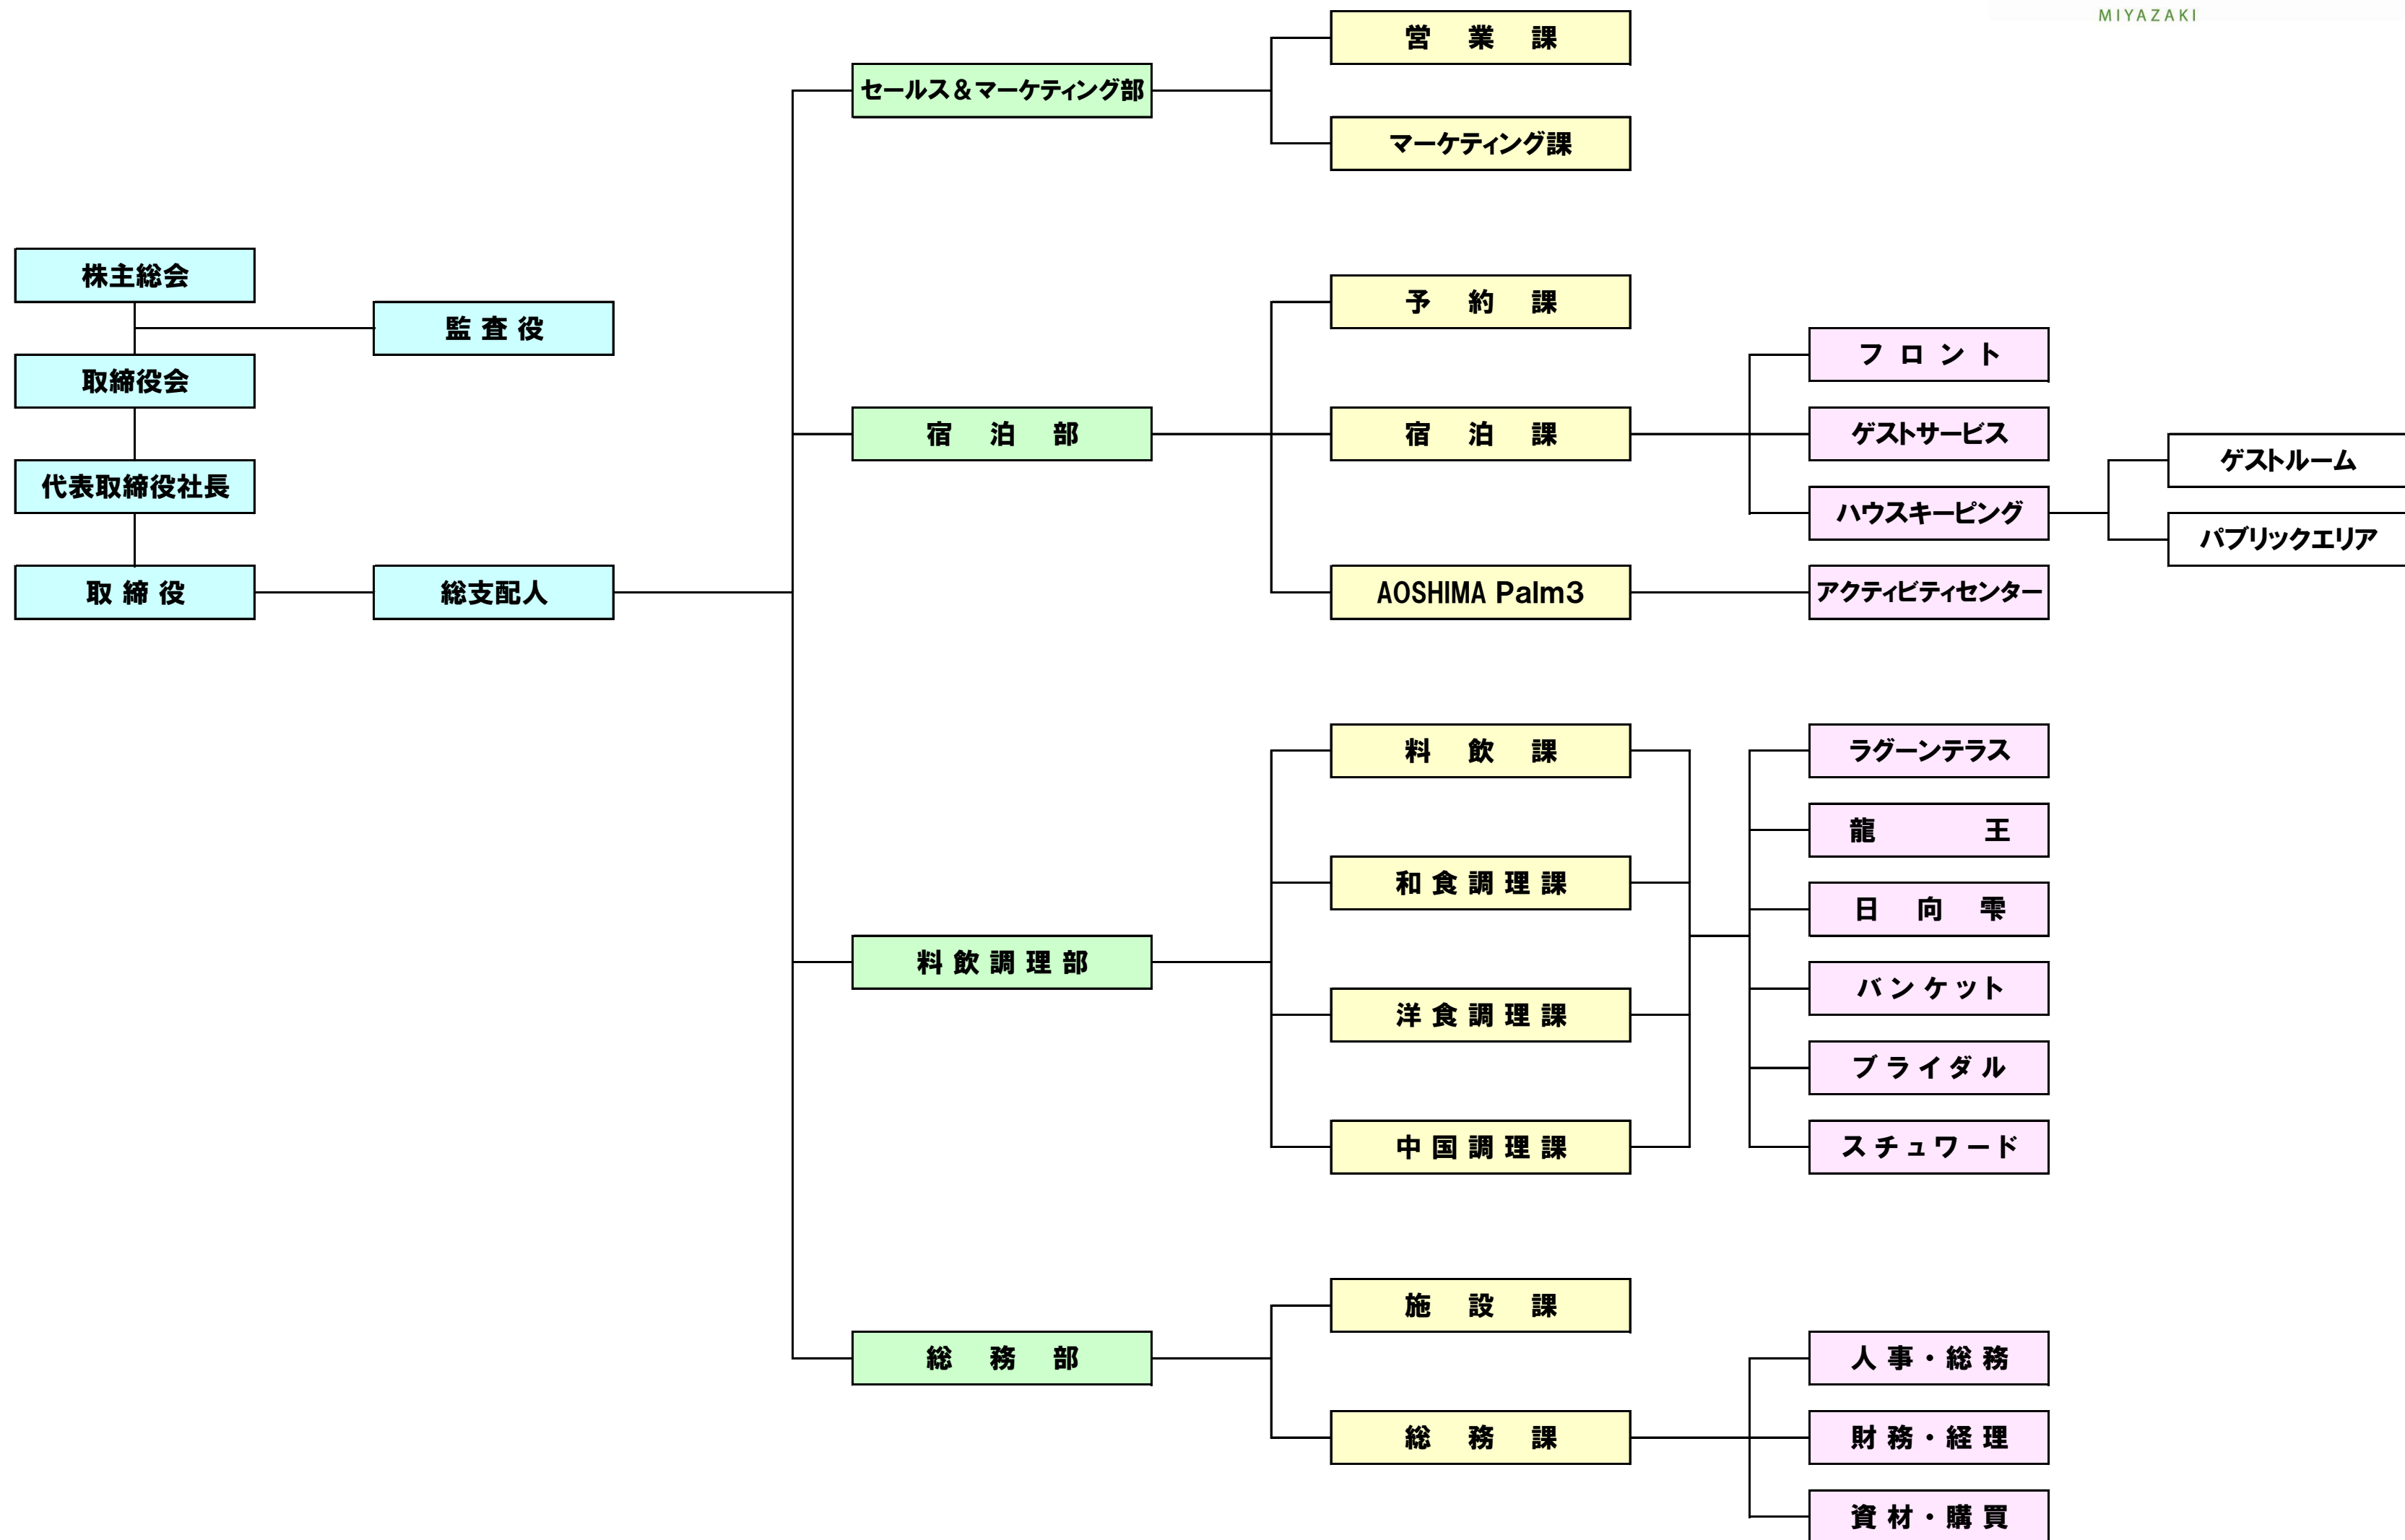 MIYAZAKI
営業課
セールス&マーケティング部
マーケティング課
株主総会
監査役
取締役会
代表取締役社長
取締役
総支配人
予約課
宿泊部
宿泊課
フロント
ゲストサービス
ハウスキーピング
ゲストルーム
パブリックエリア
AOSHIMA Palm3
アクティビティセンター
料飲調理部
料飲課
和食調理課
洋食調理課
中国調理課
ラグーンテラス
龍王
日向雫
バンケット
ブライダル
スチュワード
総務部
施設課
総務課
人事・総務
財務・経理
資材・購買